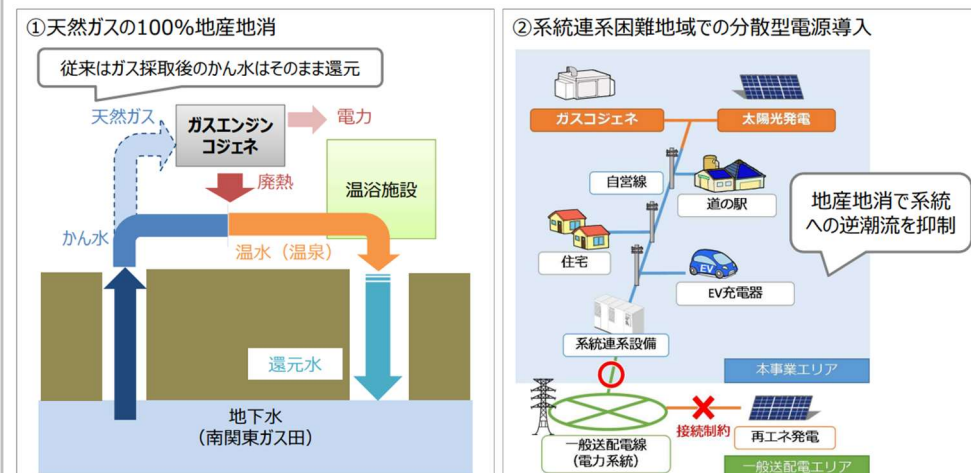 ①天然ガスの100%地産地消
従来はガス採取後のかん水はそのまま還元
天然ガス
ガスエンジン
コジェネ
電力
廃熱
温浴施設
かん水
温水（温泉）
還元水
地下水
（南関東ガス田）
②系統連系困難地域での分散型電源導入
ガスコジェネ
太陽光発電
自営線
道の駅
地産地消で系統
への逆潮流を抑制
住宅
EV
EV充電器
系統連系設備
本事業エリア
接続制約
再エネ発電
一般送配電線
（電力系統）
一般送配電エリア